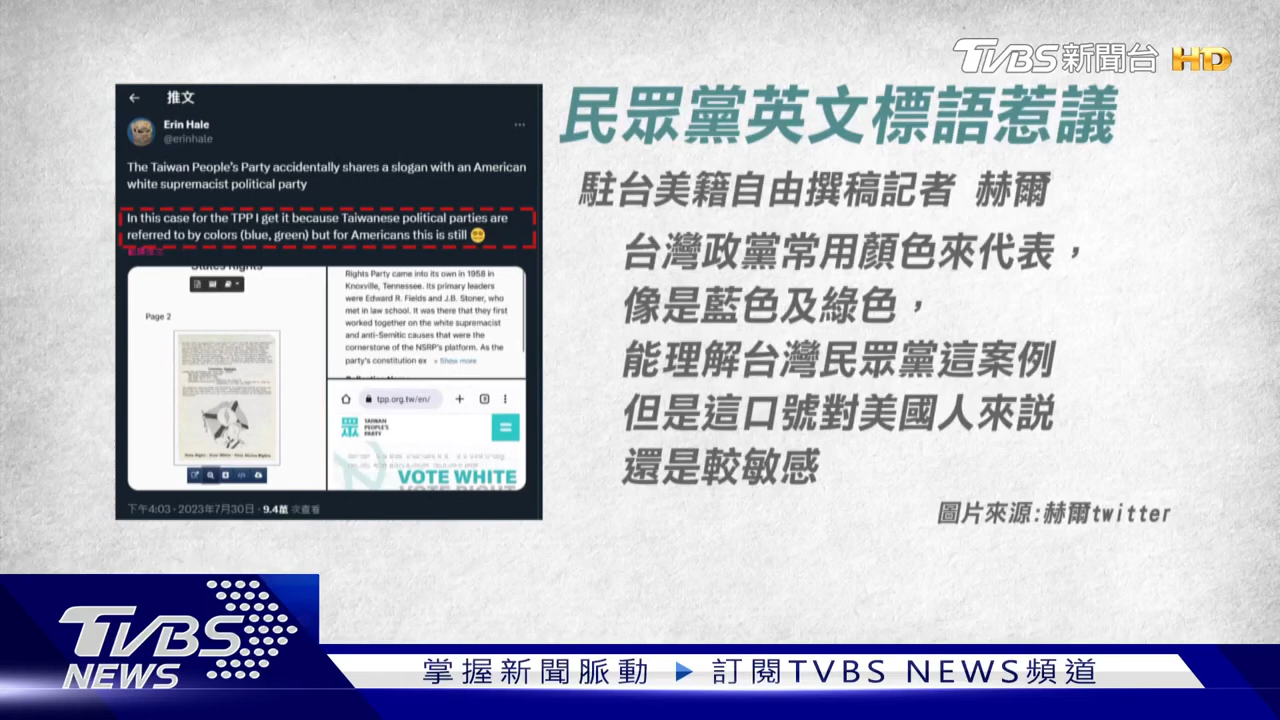 TVBS新聞台 HD
推文
Erin Hale
@erinhale
The Taiwan People's Party accidentally shares a slogan with an American
white supremacist political party
In this case for the TPP I get it because Taiwanese political parties are
referred to by colors (blue, green) but for Americans this is still
States Rights
Page 2
Rights Party came into its own in 1958 in
Knoxville, Tennessee. Its primary leaders
were Edward R. Fields and J.B. Stoner, who
met in law school. It was there that they first
worked together on the white supremacist
and anti-Semitic causes that were the
cornerstone of the NSRP's platform. As the
party's constitution ex » Show more
tpp.org.tw/en/
TAIWAN
PEOPLE'S
PARTY
VOTE WHITE
VOTE RIGHT
下午4:03 · 2023年7月30日 · 9.4萬 次查看
民眾黨英文標語惹議
駐台美籍自由撰稿記者 赫爾
台灣政黨常用顏色來代表，
像是藍色及綠色，
能理解台灣民眾黨這案例
但是這口號對美國人來說
還是較敏感
圖片來源:赫爾twitter
TVBS
NEWS
掌握新聞脈動 ▶ 訂閱TVBS NEWS頻道